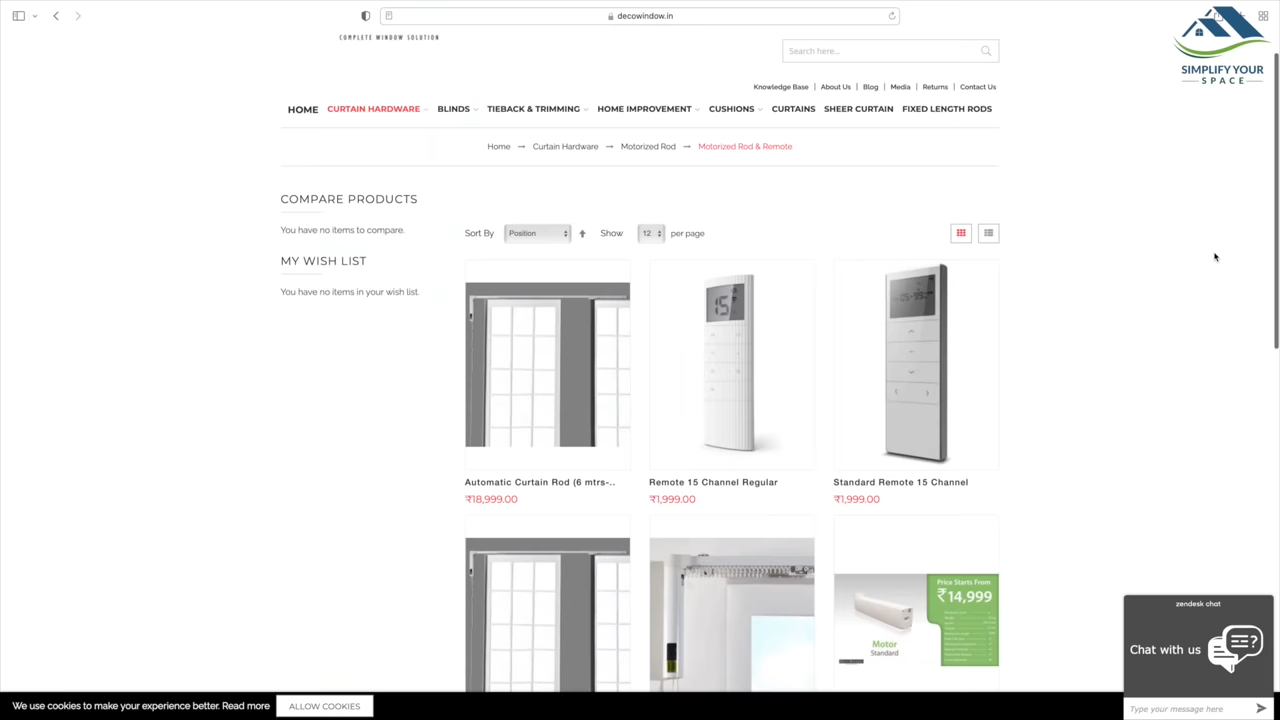 decowindow.in
COMPLETE WINDOW SOLUTION
SIMPLIFY YOUR
SPACE
Search here...
Knowledge Base | About Us | Blog | Media | Returns | Contact Us
HOME CURTAIN HARDWARE BLINDS TIEBACK & TRIMMING HOME IMPROVEMENT CUSHIONS CURTAINS SHEER CURTAIN FIXED LENGTH RODS
Home → Curtain Hardware → Motorized Rod → Motorized Rod & Remote
COMPARE PRODUCTS
You have no items to compare.
MY WISH LIST
You have no items in your wish list.
Sort By Position Show 12 per page
Automatic Curtain Rod (6 mtrs-..
₹18,999.00
Remote 15 Channel Regular
₹1,999.00
Standard Remote 15 Channel
₹1,999.00
Price Starts From
₹14,999
Motor
Standard
zendesk chat
Chat with us
Type your message here
We use cookies to make your experience better. Read more ALLOW COOKIES